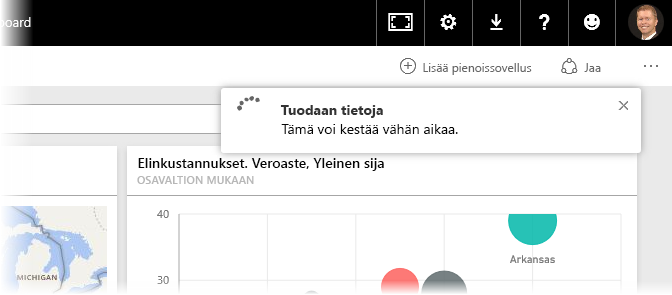 board
Lisää pienoissovellus
Jaa
Tuodaan tietoja
Tämä voi kestää vähän aikaa.
Elinkustannukset. Veroaste, Yleinen sija
OSAVALTION MUKAAN
40
Arkansas
MICHIGAN
30